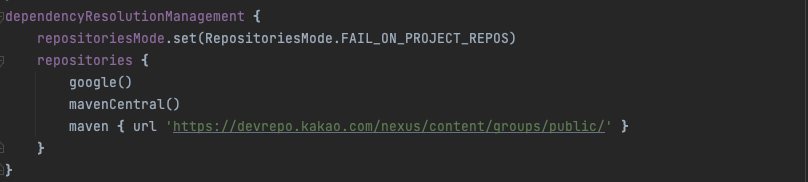 dependencyResolutionManagement {
    repositoriesMode.set(RepositoriesMode.FAIL_ON_PROJECT_REPOS)
    repositories {
        google()
        mavenCentral()
        maven { url 'https://devrepo.kakao.com/nexus/content/groups/public/' }
    }
}